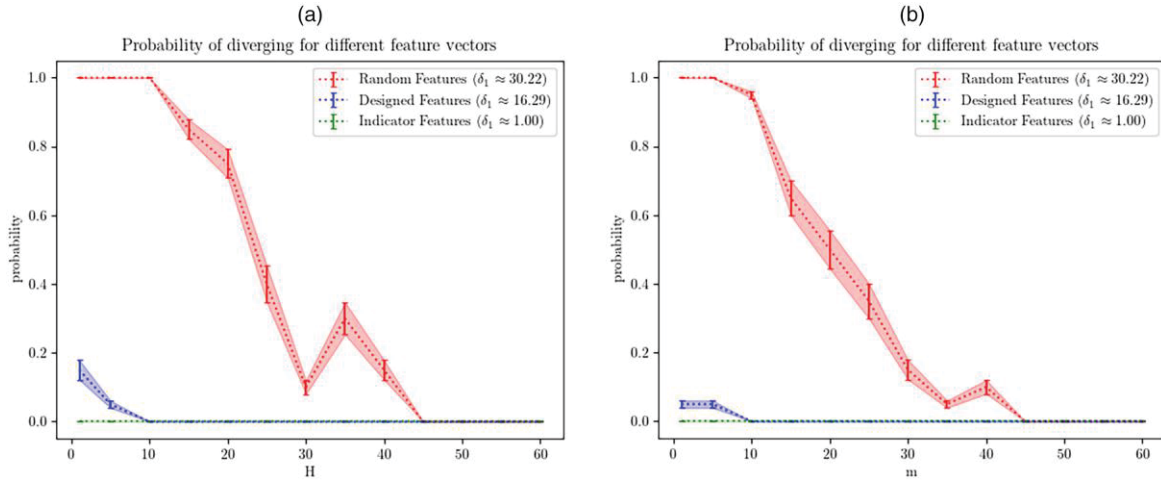 (a)
Probability of diverging for different feature vectors
Random Features (δ₁ ≈ 30.22)
Designed Features (δ₁ ≈ 16.29)
Indicator Features (δ₁ ≈ 1.00)
probability
1.0
0.8
0.6
0.4
0.2
0.0
0 10 20 30 40 50 60
H
(b)
Probability of diverging for different feature vectors
Random Features (δ₁ ≈ 30.22)
Designed Features (δ₁ ≈ 16.29)
Indicator Features (δ₁ ≈ 1.00)
probability
1.0
0.8
0.6
0.4
0.2
0.0
0 10 20 30 40 50 60
m